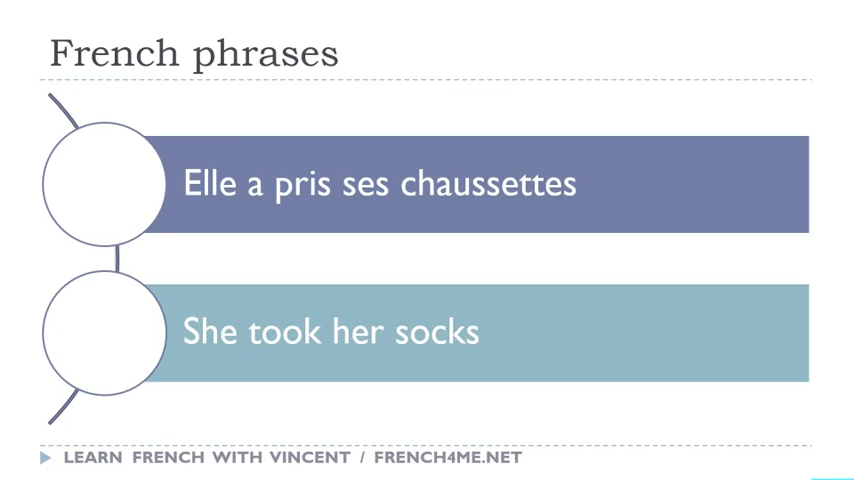 French phrases
Elle a pris ses chaussettes
She took her socks
LEARN FRENCH WITH VINCENT / FRENCH4ME.NET